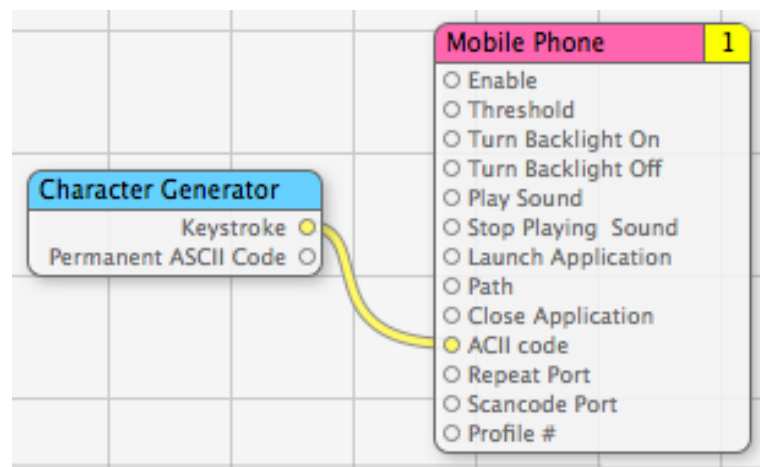 Mobile Phone 1
Enable
Threshold
Turn Backlight On
Turn Backlight Off
Play Sound
Stop Playing Sound
Launch Application
Path
Close Application
ACII code
Repeat Port
Scancode Port
Profile #
Character Generator
Keystroke
Permanent ASCII Code